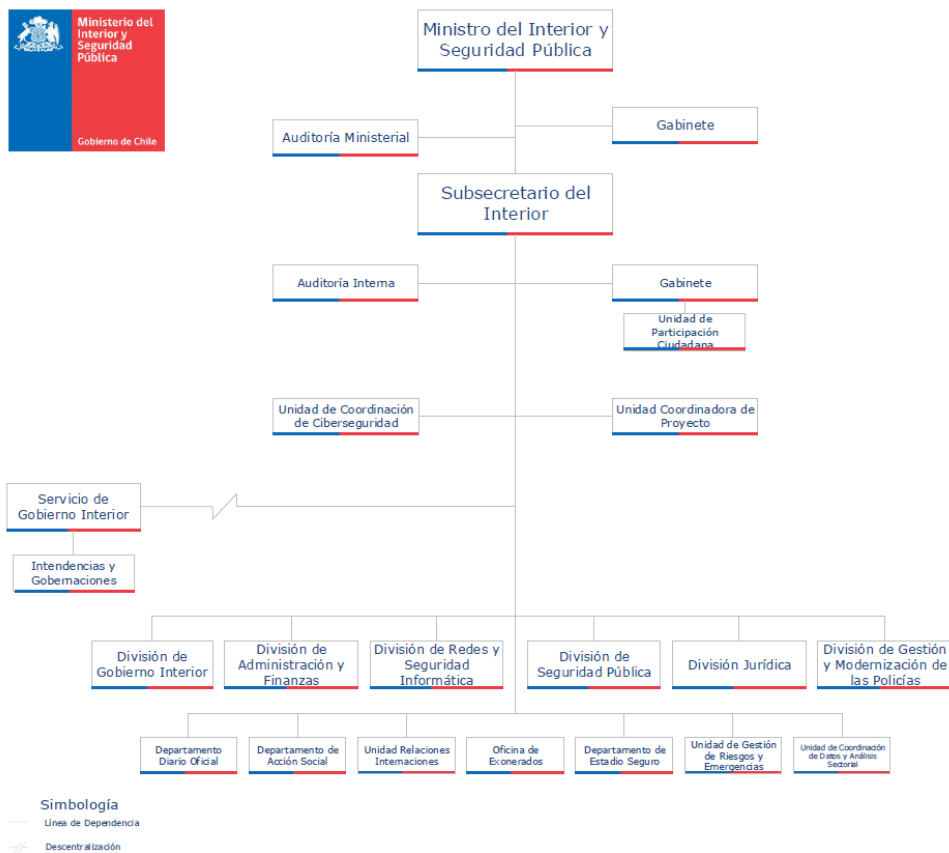 Ministerio del
Interior y
Seguridad
Pública
Gobierno de Chile
Ministro del Interior y
Seguridad Pública
Auditoría Ministerial
Gabinete
Subsecretario del
Interior
Auditoría Interna
Gabinete
Unidad de
Participación
Ciudadana
Unidad de Coordinación
de Ciberseguridad
Unidad Coordinadora de
Proyecto
Servicio de
Gobierno Interior
Intendencias y
Gobernaciones
División de
Gobierno Interior
División de
Administración y
Finanzas
División de Redes y
Seguridad
Informática
División de
Seguridad Pública
División Jurídica
División de Gestión
y Modernización de
las Policías
Departamento
Diario Oficial
Departamento de
Acción Social
Unidad Relaciones
Internaciones
Oficina de
Exonerados
Departamento de
Estadio Seguro
Unidad de Gestión
de Riesgos y
Emergencias
Unidad de Coordinación
de Datos y Análisis
Sectorial
Simbología
Línea de Dependencia
Descentralización